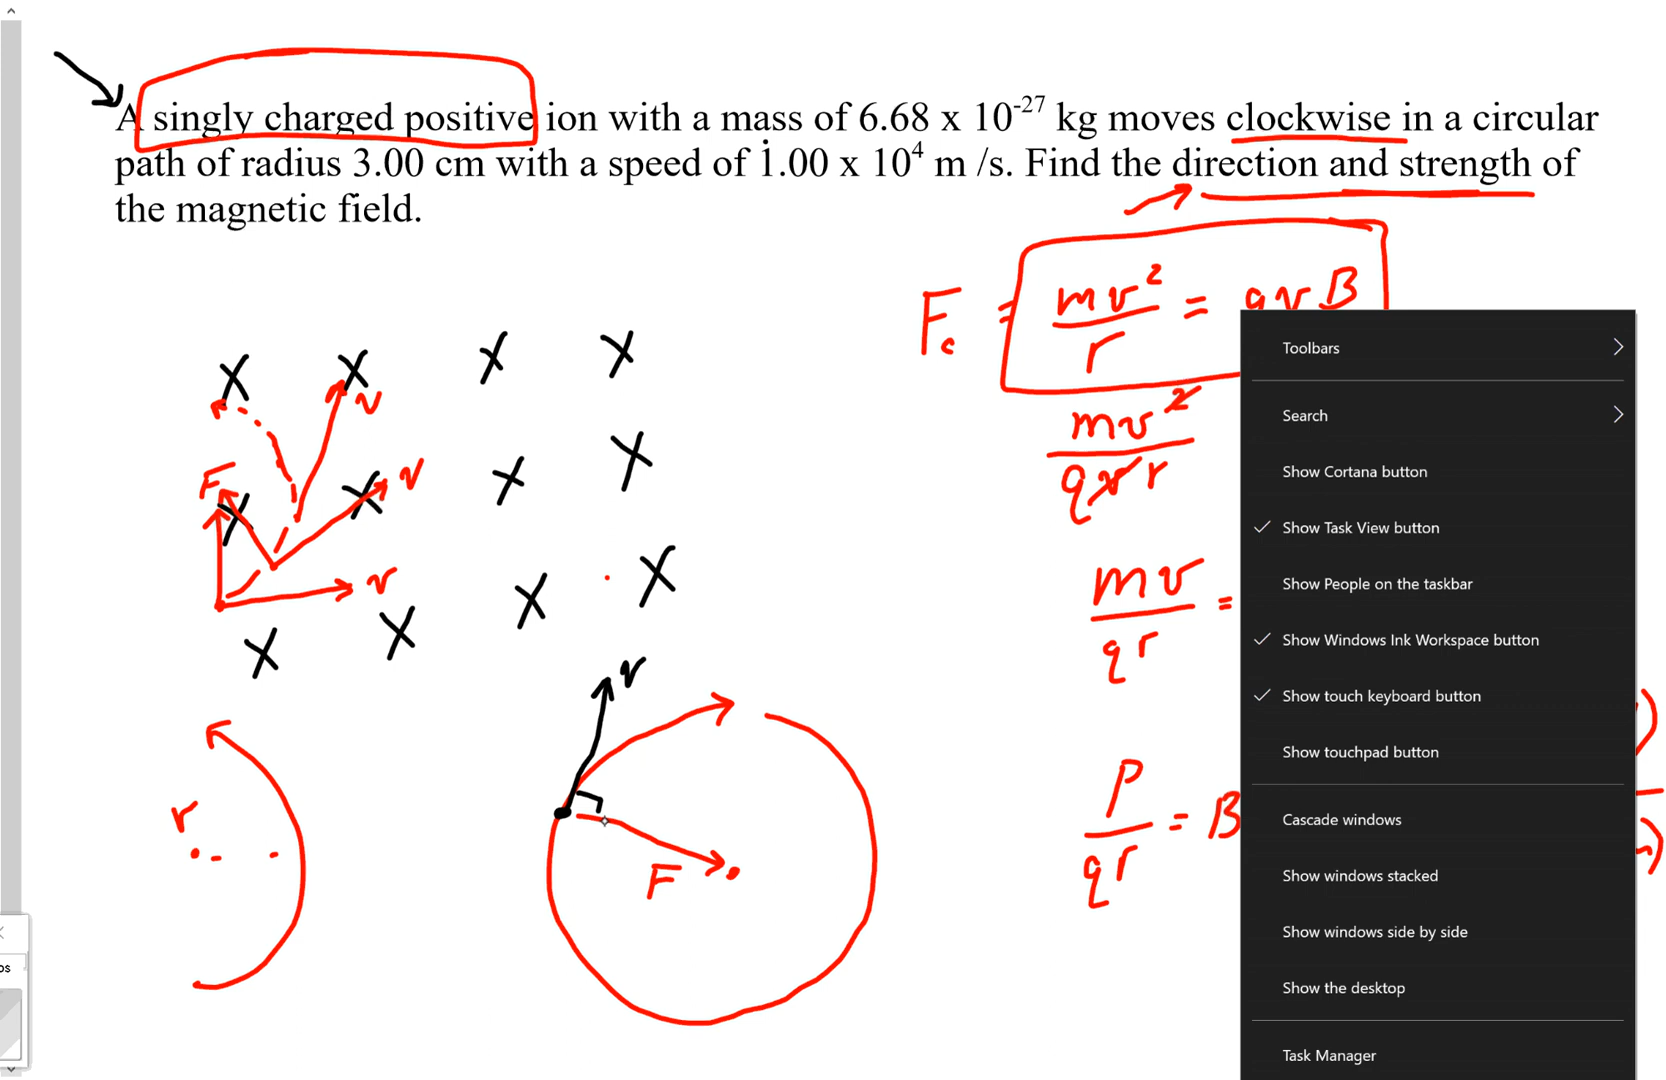 A singly charged positive ion with a mass of 6.68 x 10⁻²⁷ kg moves clockwise in a circular
path of radius 3.00 cm with a speed of 1.00 x 10⁴ m /s. Find the direction and strength of
the magnetic field.
F_c = mv²/r = qvB
mv²/qvr
mv/qr =
P/qr = B
X X X X
v
F X X v X X
v X X
X X
v
r
F
Toolbars
Search
Show Cortana button
Show Task View button
Show People on the taskbar
Show Windows Ink Workspace button
Show touch keyboard button
Show touchpad button
Cascade windows
Show windows stacked
Show windows side by side
Show the desktop
Task Manager
os